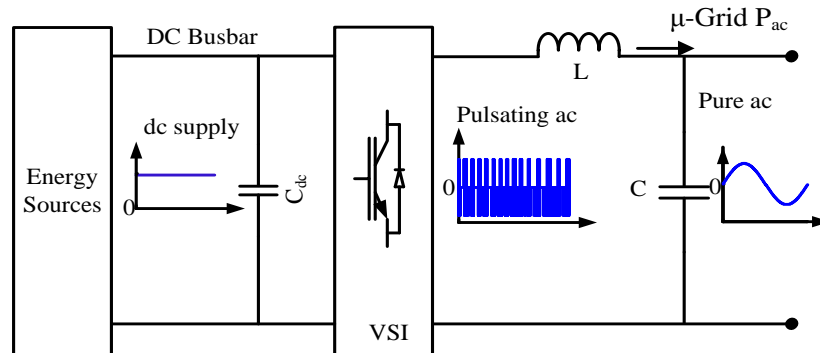 μ-Grid Pac
DC Busbar
L
Pulsating ac
Pure ac
dc supply
Energy
Sources
0
Cdc
0
C
0
VSI